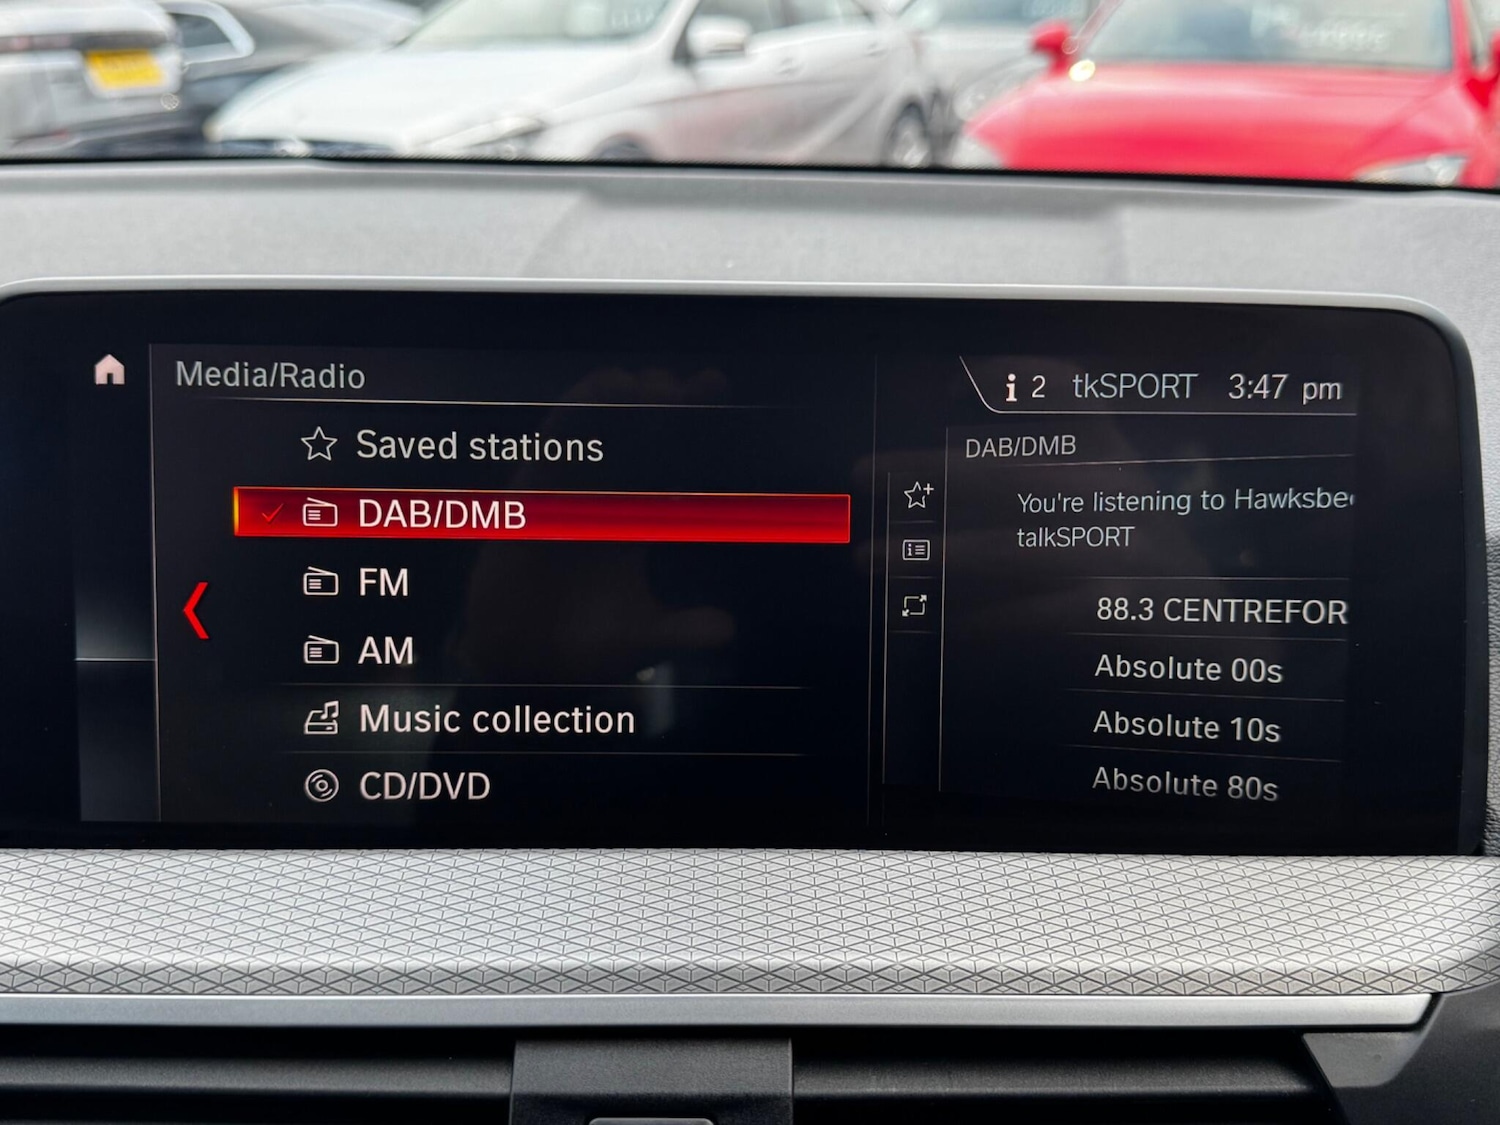 Media/Radio
Saved stations
DAB/DMB
FM
AM
Music collection
CD/DVD
i 2 tkSPORT 3:47 pm
DAB/DMB
You're listening to Hawksbe
talkSPORT
88.3 CENTREFOR
Absolute 00s
Absolute 10s
Absolute 80s